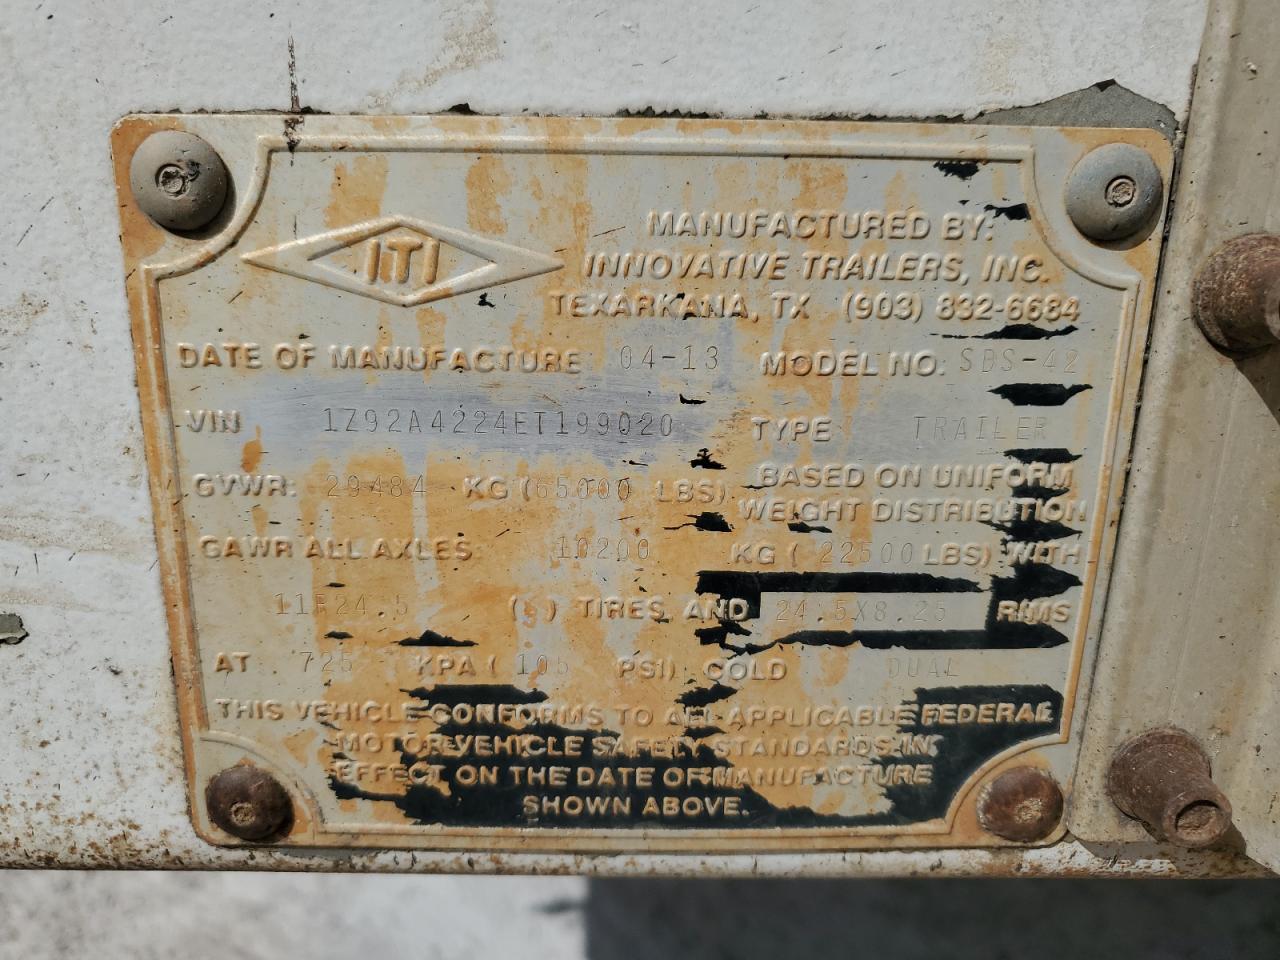 ITI
MANUFACTURED BY:
INNOVATIVE TRAILERS, INC.
TEXARKANA, TX (903) 832-6684
DATE OF MANUFACTURE 04-13 MODEL NO: SDS-42
VIN 1Z92A4224ET199020 TYPE TRAILER
GVWR: 29484 KG (65000 LBS) BASED ON UNIFORM
WEIGHT DISTRIBUTION
GAWR ALL AXLES 10200 KG (22500 LBS) WITH
11R24.5 (S) TIRES AND 24.5X8.25 RIMS
AT 725 KPA (105 PSI) COLD DUAL
THIS VEHICLE CONFORMS TO ALL APPLICABLE FEDERAL
MOTOR VEHICLE SAFETY STANDARDS IN
EFFECT ON THE DATE OF MANUFACTURE
SHOWN ABOVE.